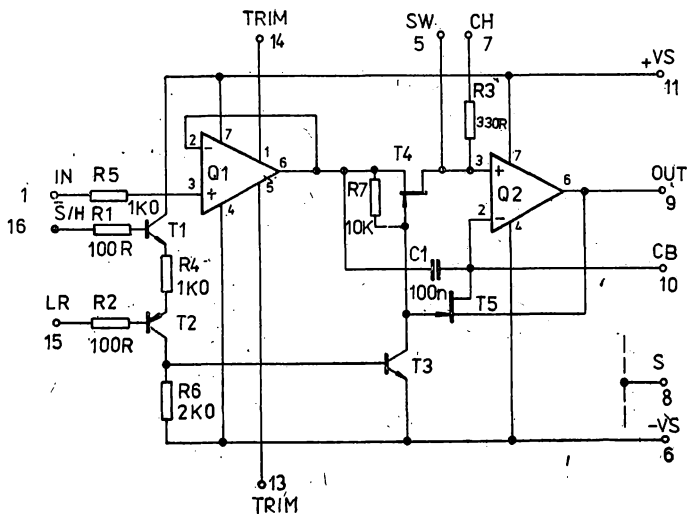 TRIM
14
SW
5
CH
7
+VS
11
R3
330R
2
7
Q1
1
6
5
3
4
T4
3
7
Q2
6
2
4
OUT
9
1
IN
R5
1K0
R7
10K
16
S̄/H
R1
100R
T1
C1
100n
CB
10
R4
1K0
T5
LR
15
R2
100R
T2
T3
S
8
R6
2K0
-VS
6
13
TRIM